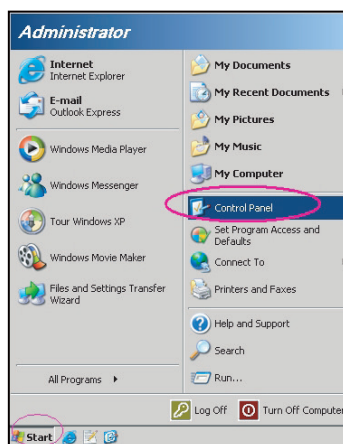 Administrator
Internet
Internet Explorer
E-mail
Outlook Express
Windows Media Player
Windows Messenger
Tour Windows XP
Windows Movie Maker
Files and Settings Transfer
Wizard
All Programs
My Documents
My Recent Documents
My Pictures
My Music
My Computer
Control Panel
Set Program Access and
Defaults
Connect To
Printers and Faxes
Help and Support
Search
Run...
Log Off
Turn Off Computer
Start